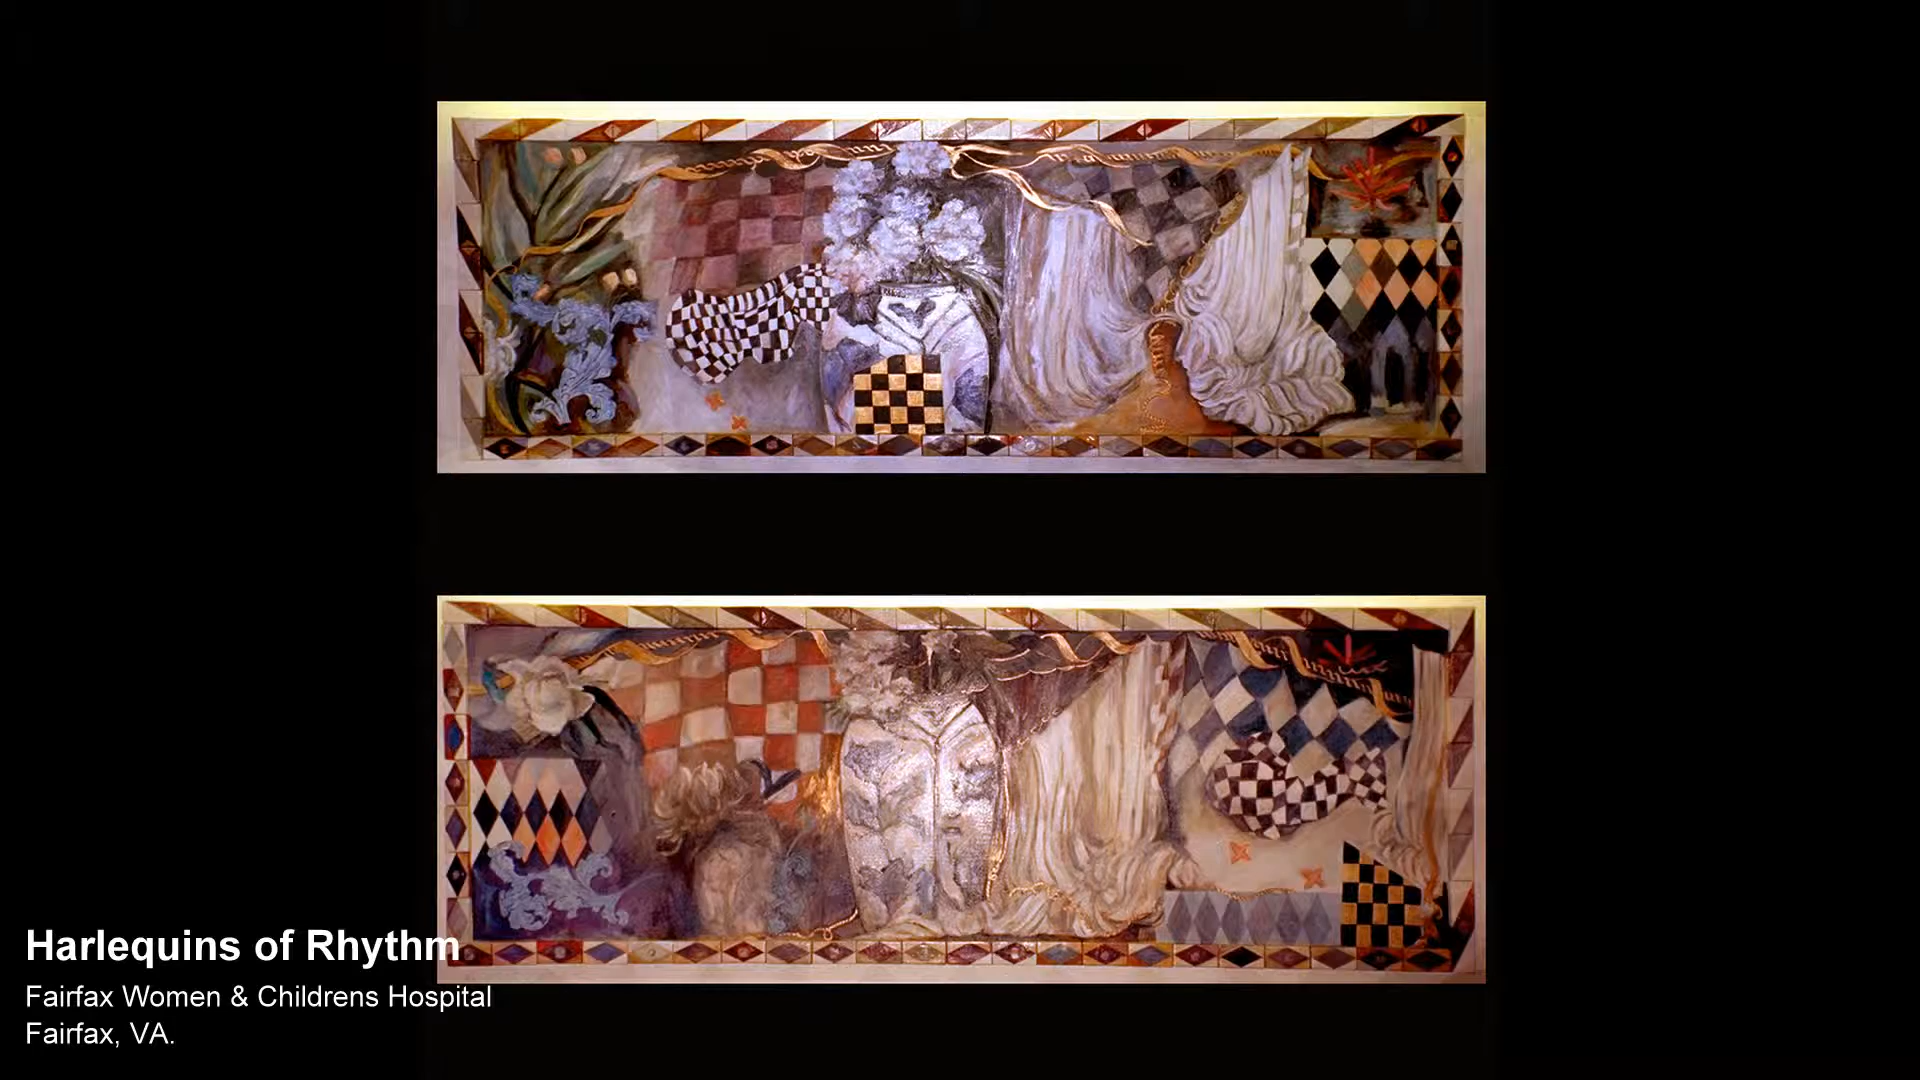 Harlequins of Rhythm
Fairfax Women & Childrens Hospital
Fairfax, VA.